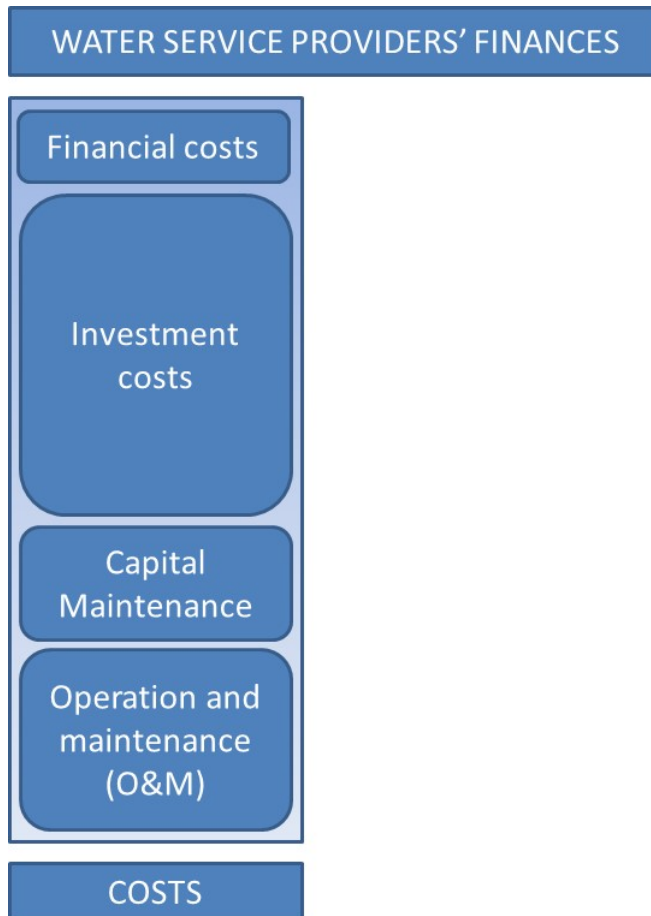 WATER SERVICE PROVIDERS’ FINANCES
Financial costs
Investment
costs
Capital
Maintenance
Operation and
maintenance
(O&M)
COSTS